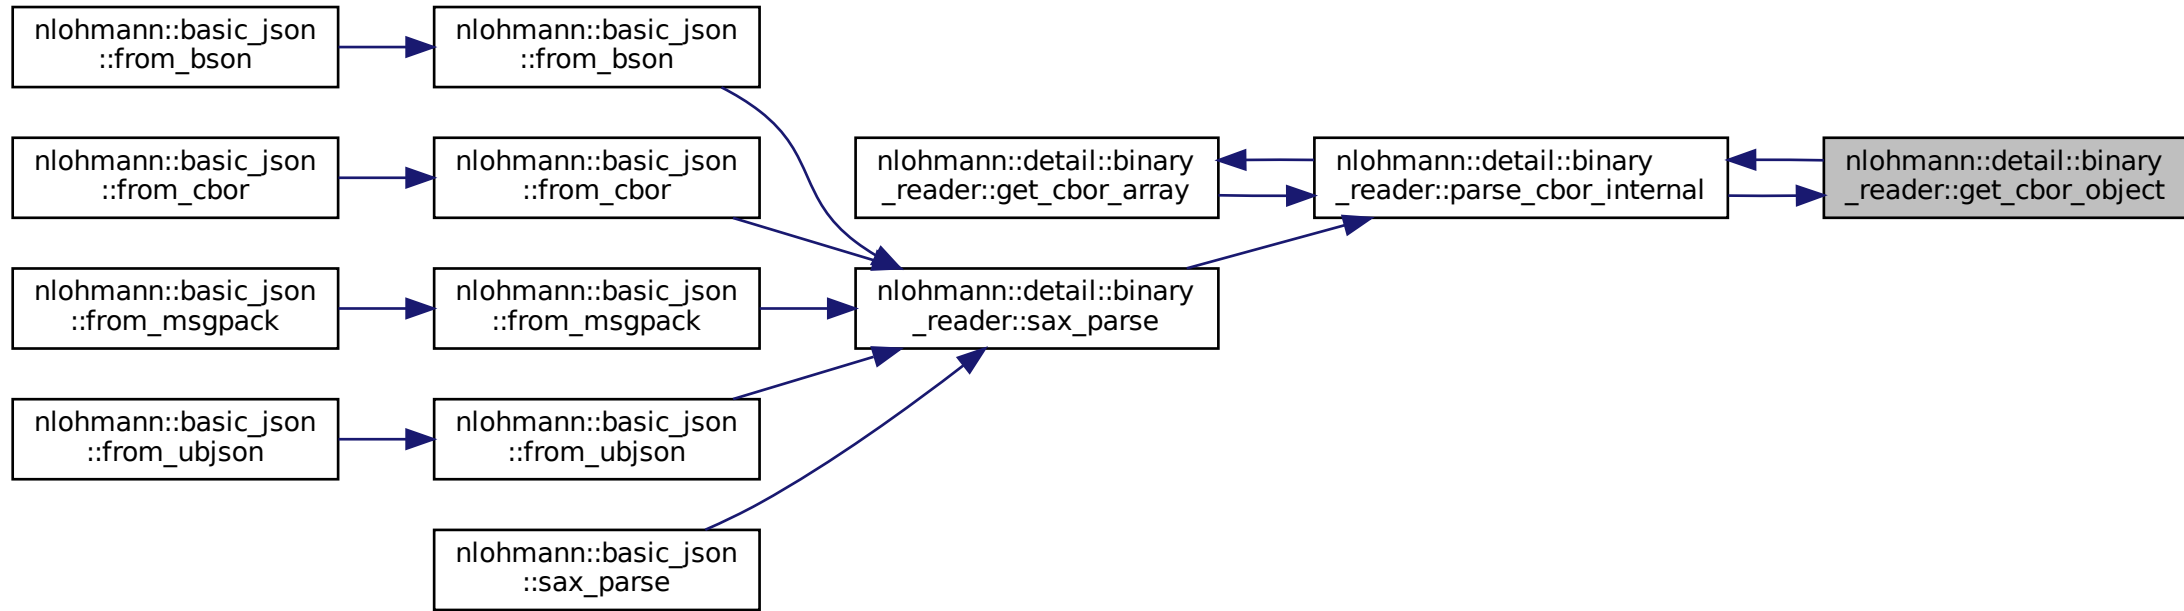 nlohmann::basic_json
::from_bson
nlohmann::basic_json
::from_bson
nlohmann::basic_json
::from_cbor
nlohmann::basic_json
::from_cbor
nlohmann::detail::binary
_reader::get_cbor_array
nlohmann::detail::binary
_reader::parse_cbor_internal
nlohmann::detail::binary
_reader::get_cbor_object
nlohmann::basic_json
::from_msgpack
nlohmann::basic_json
::from_msgpack
nlohmann::detail::binary
_reader::sax_parse
nlohmann::basic_json
::from_ubjson
nlohmann::basic_json
::from_ubjson
nlohmann::basic_json
::sax_parse